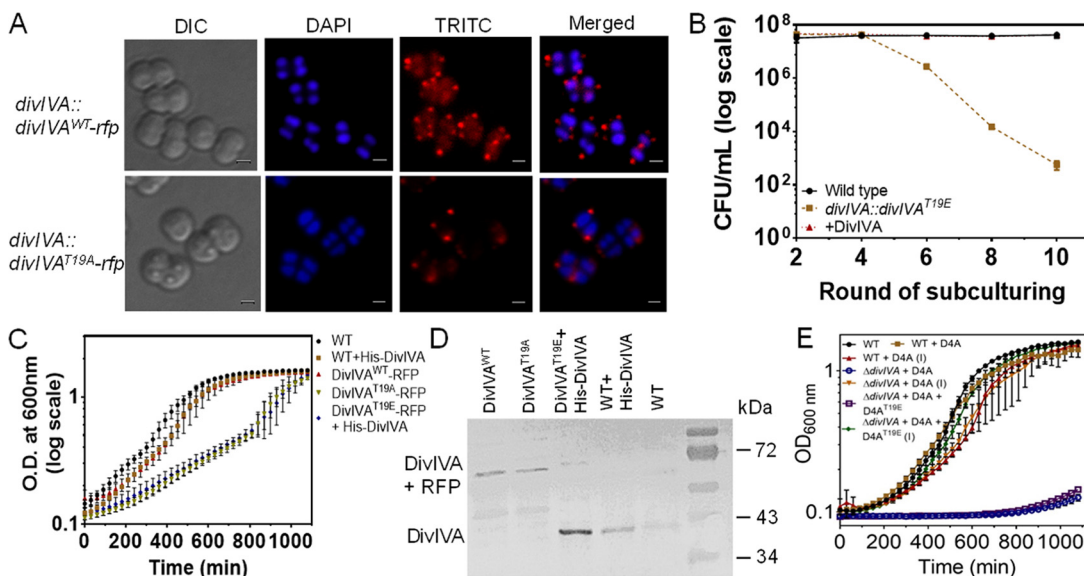 A
DIC
DAPI
TRITC
Merged
divIVA::
divIVAᵂᵀ-rfp
divIVA::
divIVAᵀ¹⁹ᴬ-rfp
B
CFU/mL (log scale)
10⁸
10⁶
10⁴
10²
10⁰
Wild type
divIVA::divIVAᵀ¹⁹ᴱ
+DivIVA
2 4 6 8 10
Round of subculturing
C
O.D. at 600nm
(log scale)
1
0.1
0 200 400 600 800 1000
Time (min)
WT
WT+His-DivIVA
DivIVAᵂᵀ-RFP
DivIVAᵀ¹⁹ᴬ-RFP
DivIVAᵀ¹⁹ᴱ-RFP
+ His-DivIVA
D
DivIVAᵂᵀ
DivIVAᵀ¹⁹ᴬ
DivIVAᵀ¹⁹ᴱ+
His-DivIVA
WT+
His-DivIVA
WT
kDa
72
43
34
DivIVA
+ RFP
DivIVA
E
OD₆₀₀ ₙₘ
1
0.1
WT
WT + D4A
WT + D4A (I)
ΔdivIVA + D4A
ΔdivIVA + D4A (I)
ΔdivIVA + D4A +
D4Aᵀ¹⁹ᴱ
ΔdivIVA + D4A +
D4Aᵀ¹⁹ᴱ (I)
0 200 400 600 800 1000
Time (min)